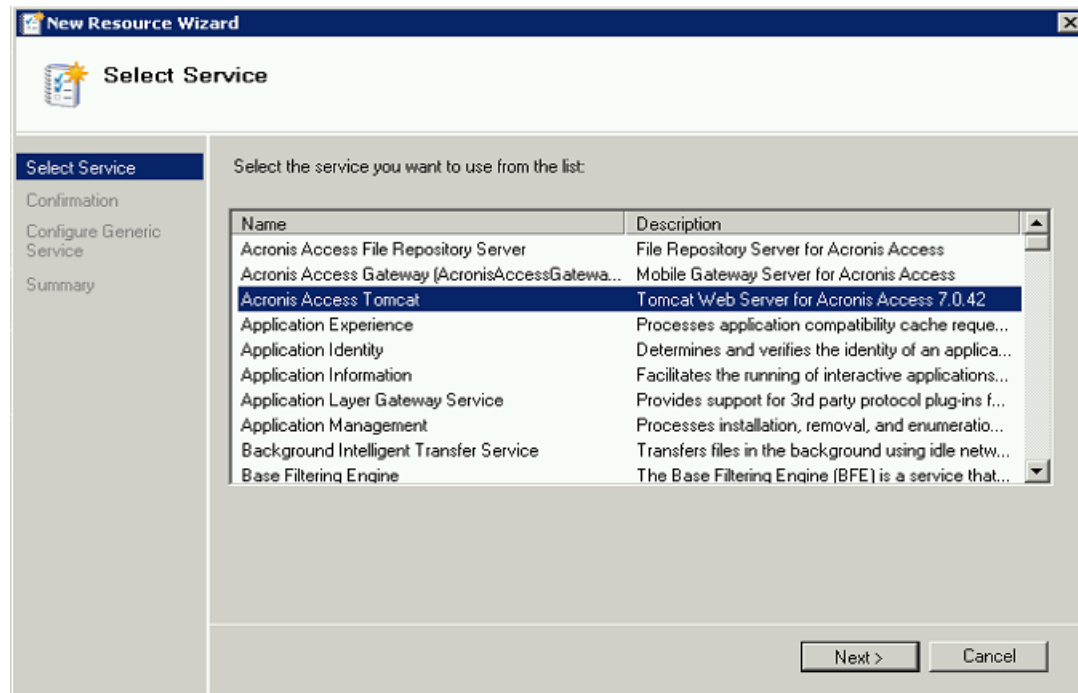 New Resource Wizard
Select Service
Select Service
Confirmation
Configure Generic
Service
Summary
Select the service you want to use from the list:
Name Description
Acronis Access File Repository Server File Repository Server for Acronis Access
Acronis Access Gateway (AcronisAccessGatewa... Mobile Gateway Server for Acronis Access
Acronis Access Tomcat Tomcat Web Server for Acronis Access 7.0.42
Application Experience Processes application compatibility cache reque...
Application Identity Determines and verifies the identity of an applica...
Application Information Facilitates the running of interactive applications...
Application Layer Gateway Service Provides support for 3rd party protocol plug-ins f...
Application Management Processes installation, removal, and enumeratio...
Background Intelligent Transfer Service Transfers files in the background using idle netw...
Base Filtering Engine The Base Filtering Engine (BFE) is a service that...
Next > Cancel